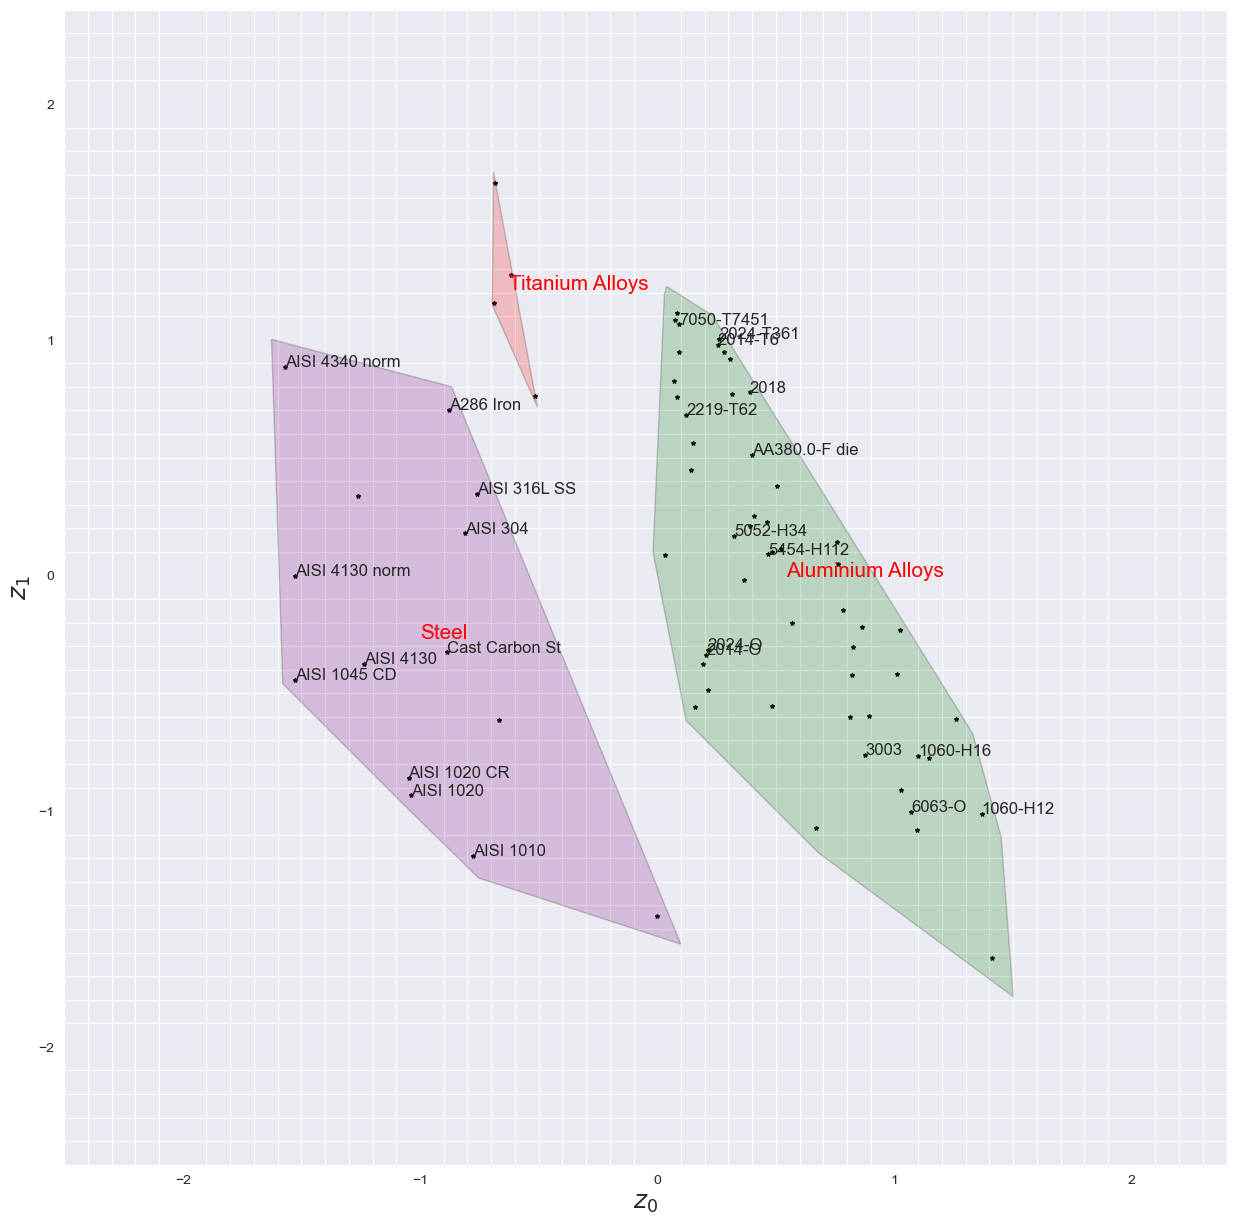 2
Titanium Alloys
7050-T7451
2024-T361
2014-T6
1
AISI 4340 norm
2018
A286 Iron
2219-T62
AA380.0-F die
AISI 316L SS
AISI 304
5052-H34
5454-H112
0
AISI 4130 norm
Aluminium Alloys
z1
Steel
2024-O
2014-O
Cast Carbon St
AISI 4130
AISI 1045 CD
3003
1060-H16
AISI 1020 CR
AISI 1020
6063-O
1060-H12
−1
AISI 1010
−2
−2 −1 0 1 2
z0